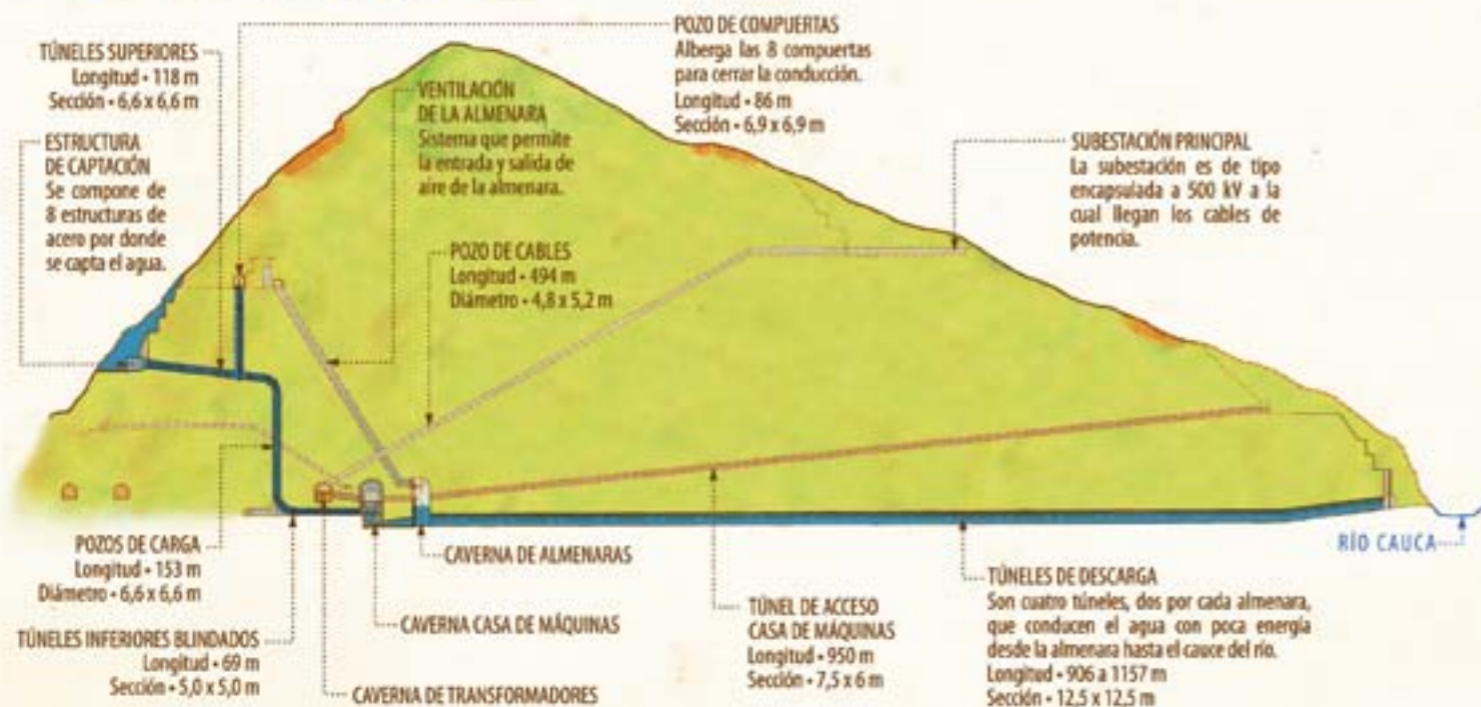 TÚNELES SUPERIORES
Longitud • 118 m
Sección • 6,6 x 6,6 m
ESTRUCTURA
DE CAPTACIÓN
Se compone de
8 estructuras de
acero por donde
se capta el agua.
VENTILACIÓN
DE LA ALMENARA
Sistema que permite
la entrada y salida de
aire de la almenara.
POZO DE COMPUERTAS
Alberga las 8 compuertas
para cerrar la conducción.
Longitud • 86 m
Sección • 6,9 x 6,9 m
SUBESTACIÓN PRINCIPAL
La subestación es de tipo
encapsulada a 500 kV a la
cual llegan los cables de
potencia.
POZO DE CABLES
Longitud • 494 m
Diámetro • 4,8 x 5,2 m
POZOS DE CARGA
Longitud • 153 m
Diámetro • 6,6 x 6,6 m
TÚNELES INFERIORES BLINDADOS
Longitud • 69 m
Sección • 5,0 x 5,0 m
CAVERNA DE ALMENARAS
CAVERNA CASA DE MÁQUINAS
CAVERNA DE TRANSFORMADORES
TÚNEL DE ACCESO
CASA DE MÁQUINAS
Longitud • 950 m
Sección • 7,5 x 6 m
TÚNELES DE DESCARGA
Son cuatro túneles, dos por cada almenara,
que conducen el agua con poca energía
desde la almenara hasta el cauce del río.
Longitud • 906 a 1157 m
Sección • 12,5 x 12,5 m
RÍO CAUCA